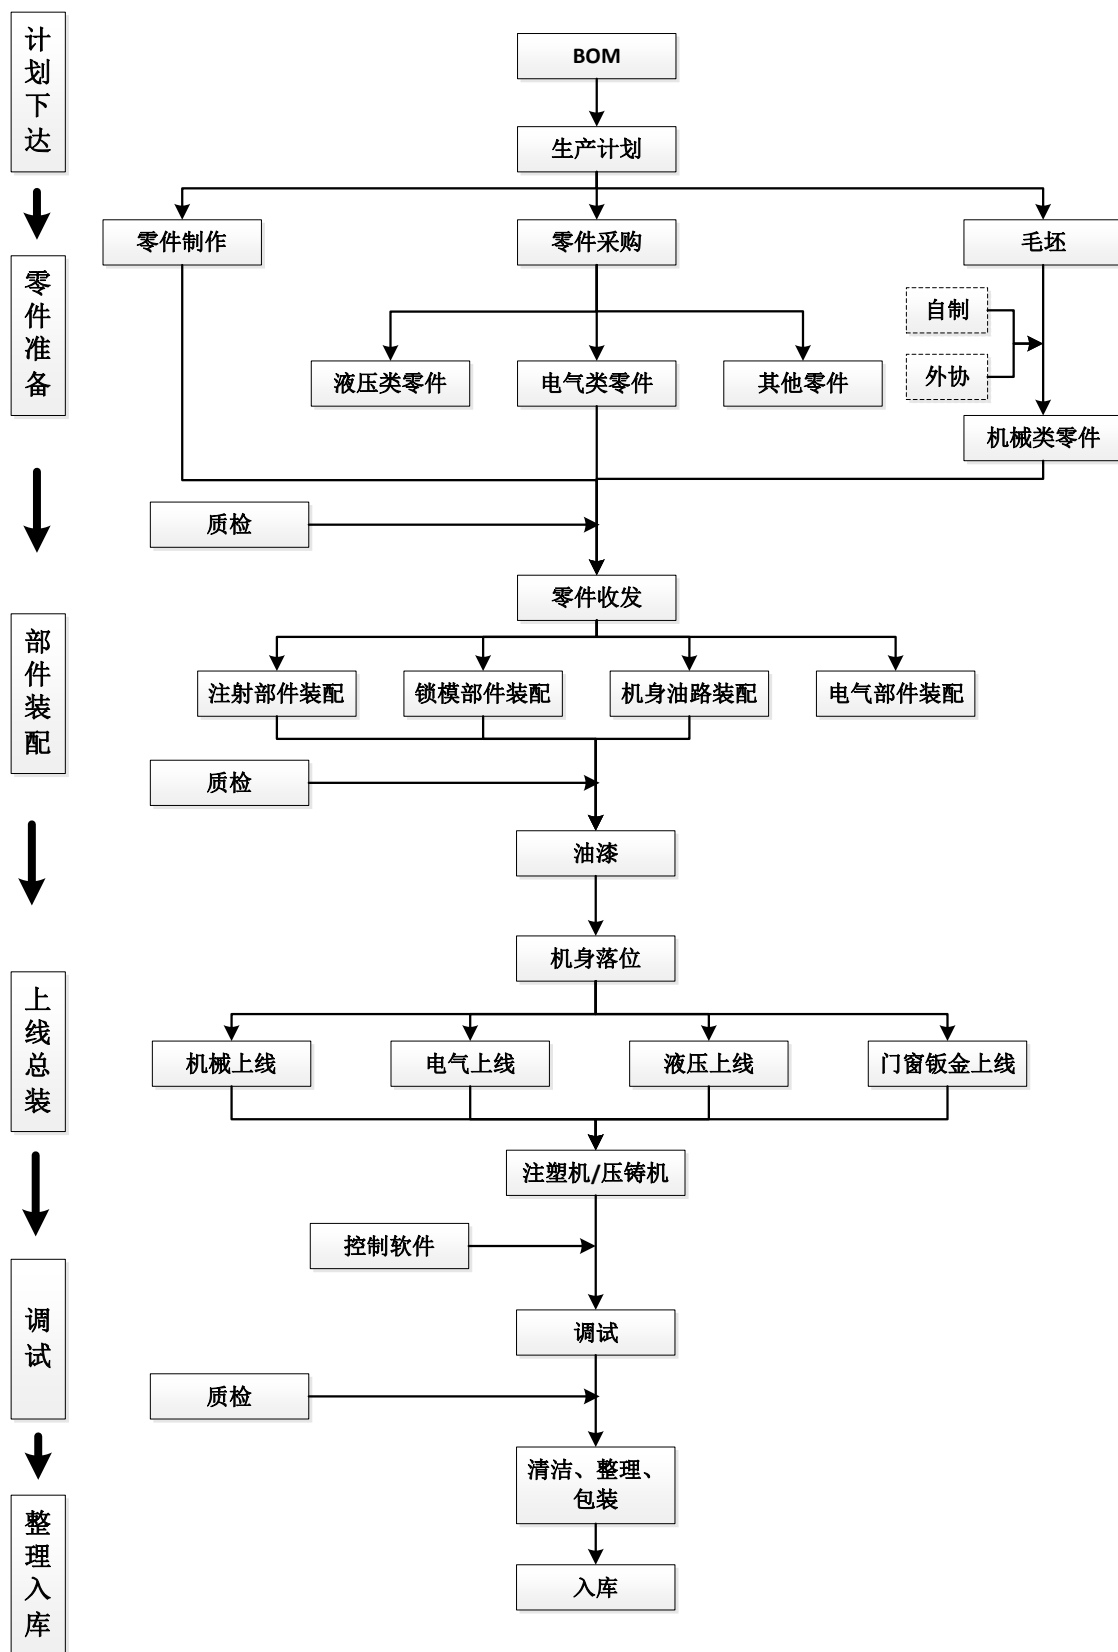 计划下达
BOM
生产计划
零件准备
零件制作
零件采购
毛坯
自制
外协
液压类零件
电气类零件
其他零件
机械类零件
质检
零件收发
部件装配
注射部件装配
锁模部件装配
机身油路装配
电气部件装配
质检
油漆
机身落位
上线总装
机械上线
电气上线
液压上线
门窗钣金上线
注塑机/压铸机
控制软件
调试
调试
质检
清洁、整理、
包装
整理入库
入库